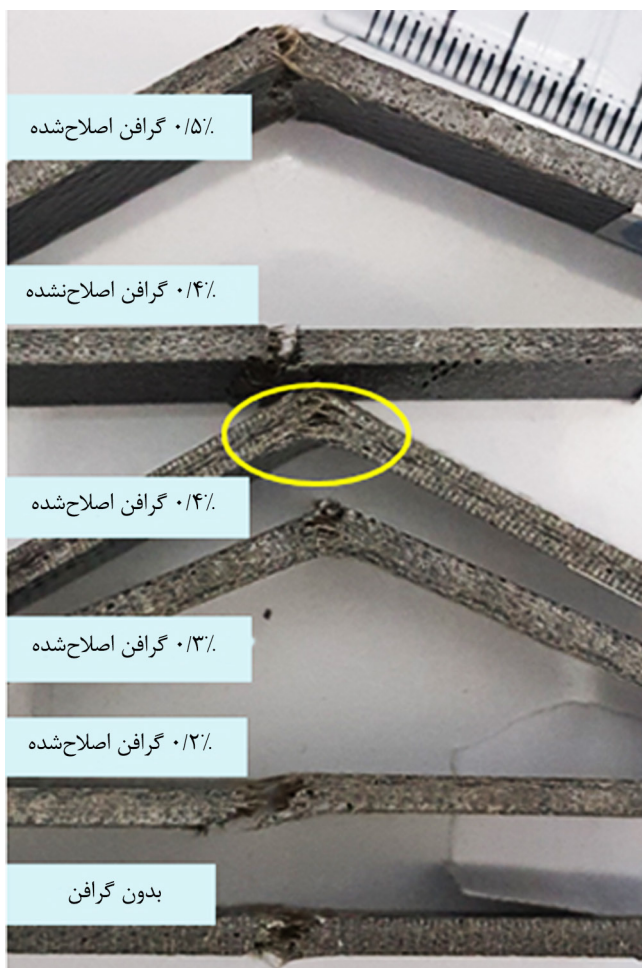 ۰/۵٪ گرافن اصلاح‌شده
۰/۴٪ گرافن اصلاح‌نشده
۰/۴٪ گرافن اصلاح‌شده
۰/۳٪ گرافن اصلاح‌شده
۰/۲٪ گرافن اصلاح‌شده
بدون گرافن